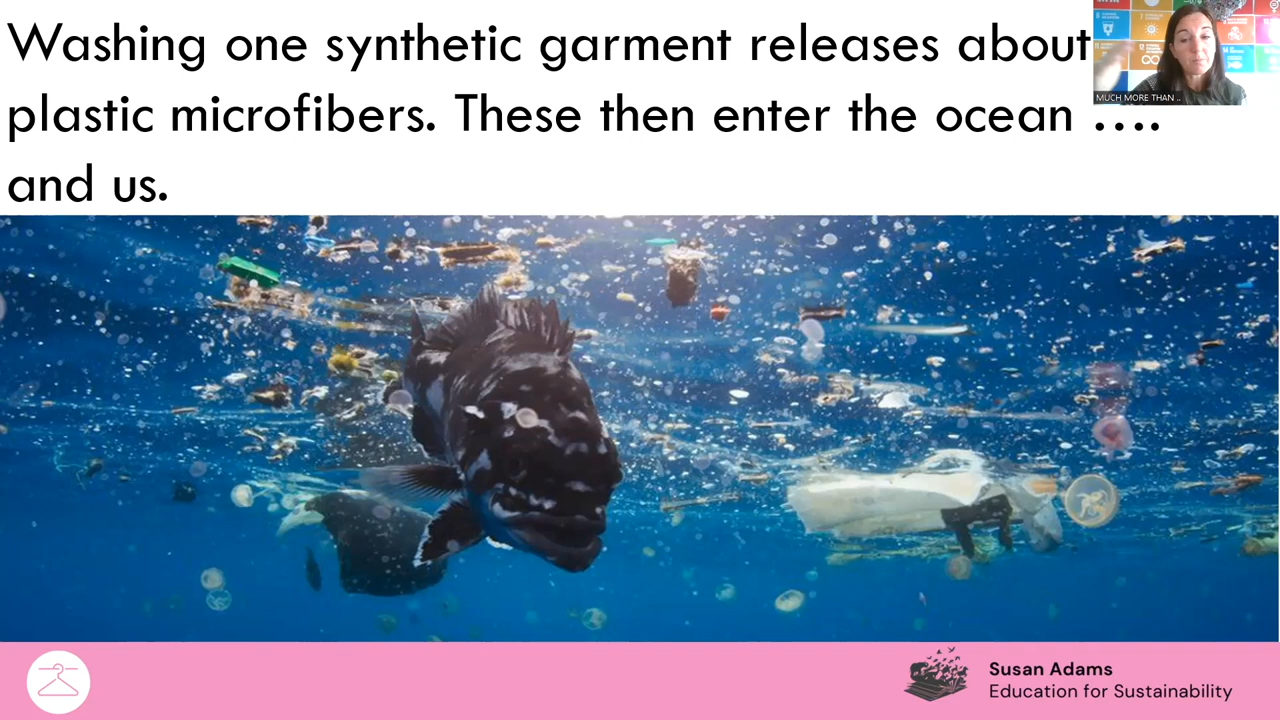 Washing one synthetic garment releases about
plastic microfibers. These then enter the ocean ....
and us.
MUCH MORE THAN ..
Susan Adams
Education for Sustainability